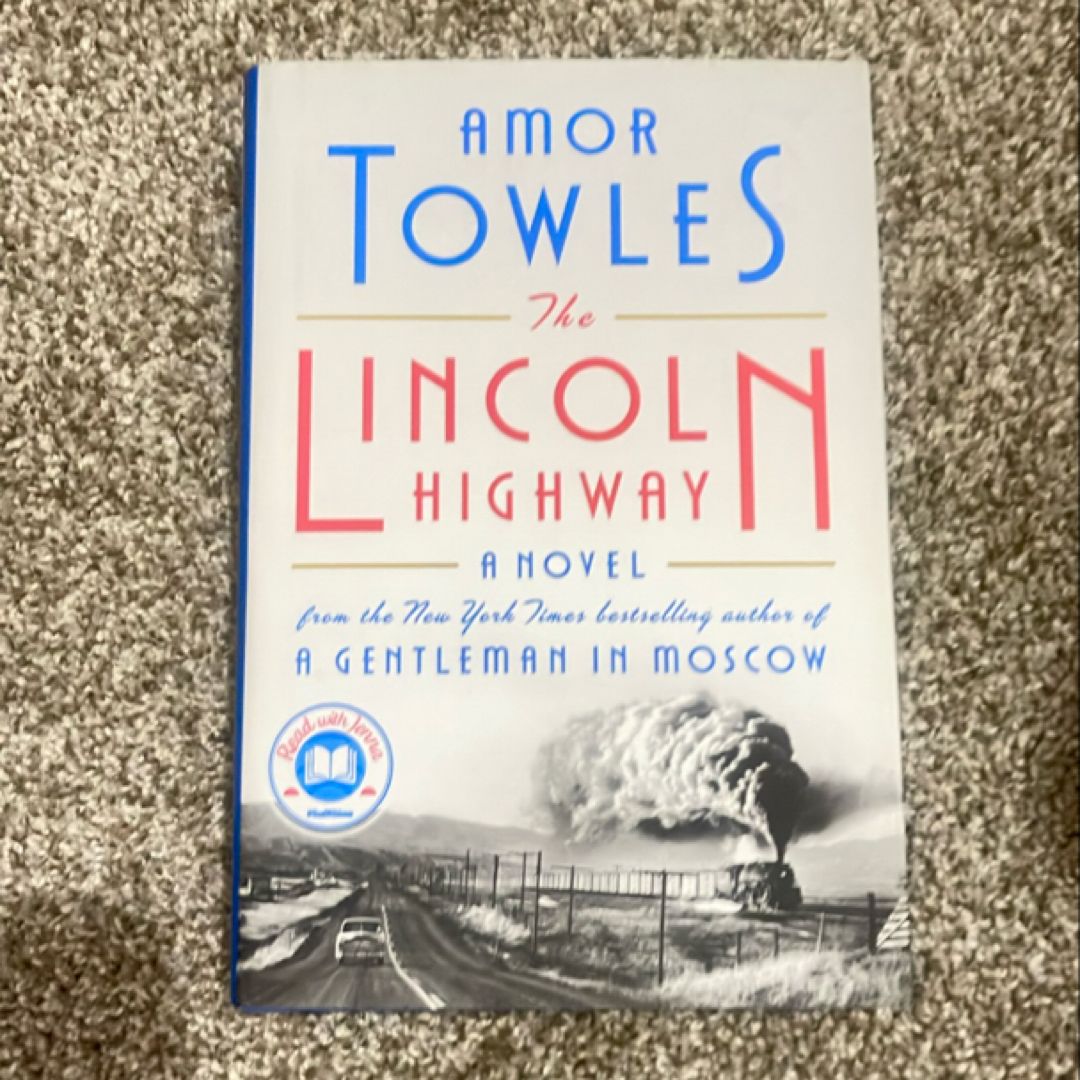 AMOR
TOWLES
The
LINCOLN
HIGHWAY
A NOVEL
from the New York Times bestselling author of
A GENTLEMAN IN MOSCOW
Read with Jenna